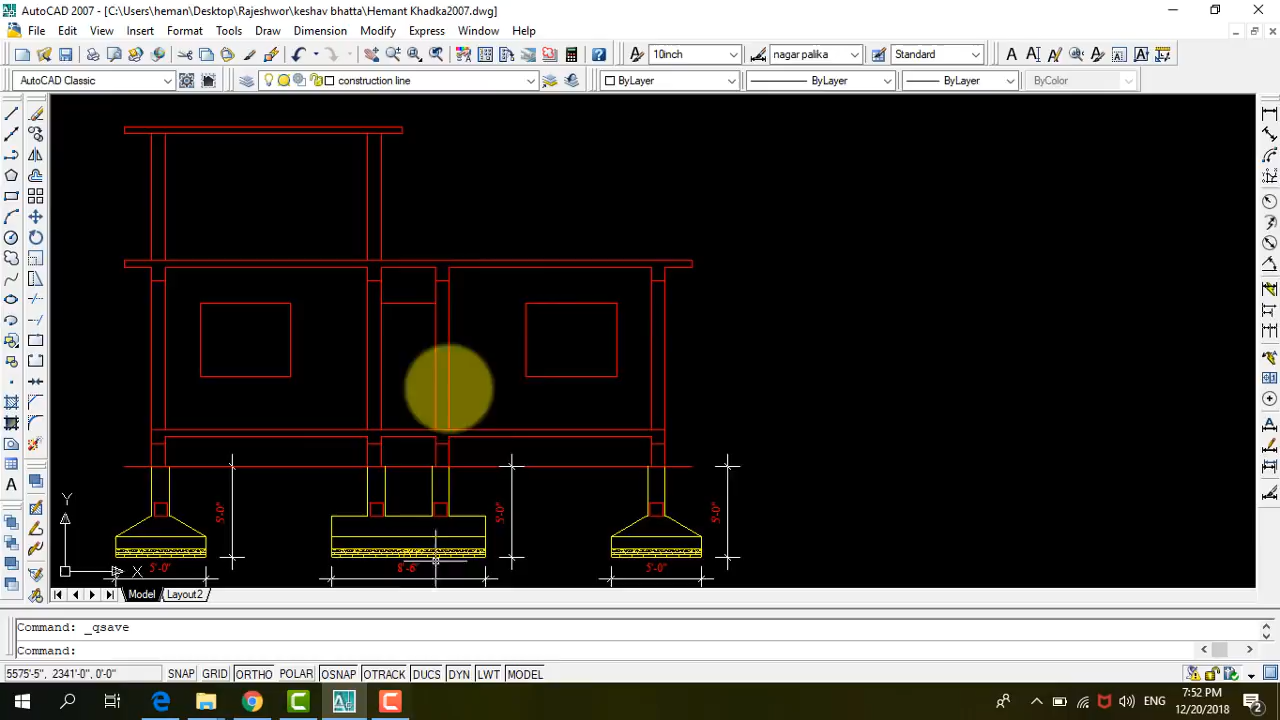 AutoCAD 2007 - [C:\Users\heman\Desktop\Rajeshwor\keshav bhatta\Hemant Khadka2007.dwg]
File Edit View Insert Format Tools Draw Dimension Modify Express Window Help
10inch nagar palika Standard
AutoCAD Classic construction line ByLayer ByLayer ByLayer ByColor
5'-0" 5'-0" 5'-0"
Y
X 5'-0" 8'-6" 5'-0"
Model Layout2
Command: _qsave
Command:
5575'-5", 2341'-0", 0'-0" SNAP GRID ORTHO POLAR OSNAP OTRACK DUCS DYN LWT MODEL
ENG 7:52 PM
12/20/2018 2